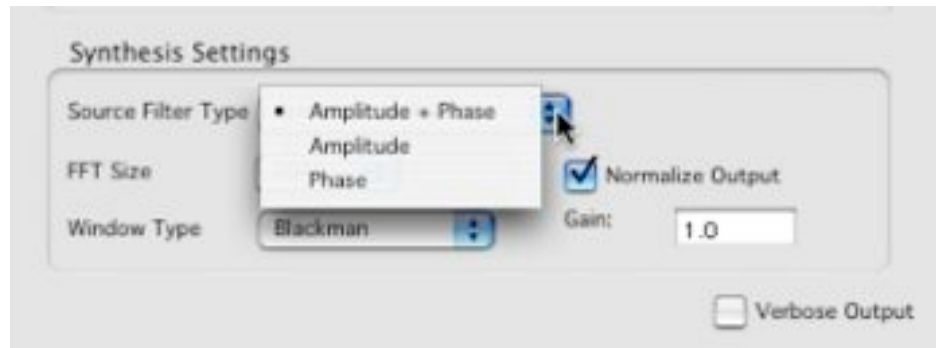 Synthesis Settings
Source Filter Type
• Amplitude + Phase
Amplitude
Phase
FFT Size
Normalize Output
Window Type
Blackman
Gain:
1.0
Verbose Output